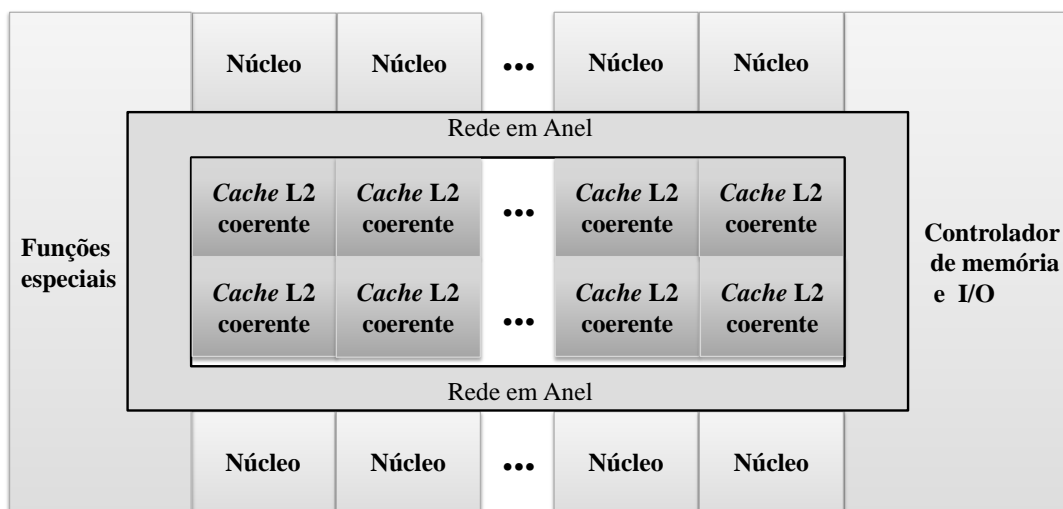 Núcleo Núcleo ... Núcleo Núcleo
Rede em Anel
Cache L2 Cache L2 ... Cache L2 Cache L2
coerente coerente coerente coerente
Funções
especiais
Controlador
de memória
e I/O
Cache L2 Cache L2 ... Cache L2 Cache L2
coerente coerente coerente coerente
Rede em Anel
Núcleo Núcleo ... Núcleo Núcleo